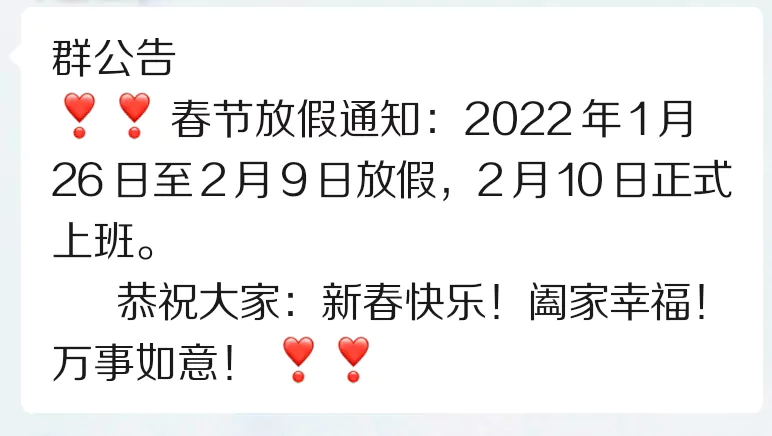 群公告
❣️❣️春节放假通知：2022年1月
26日至2月9日放假，2月10日正式
上班。
恭祝大家：新春快乐！阖家幸福！
万事如意！❣️❣️